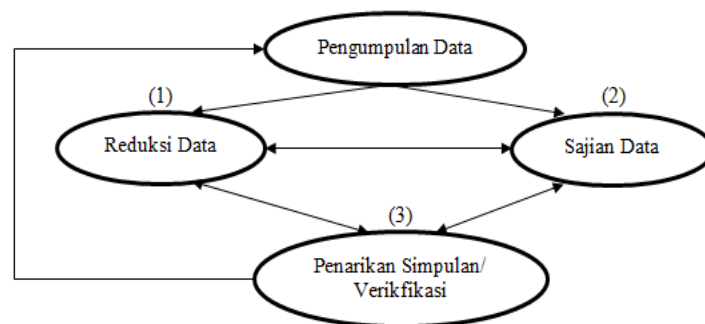 Pengumpulan Data
(1)
(2)
Reduksi Data
Sajian Data
(3)
Penarikan Simpulan/
Verikfikasi